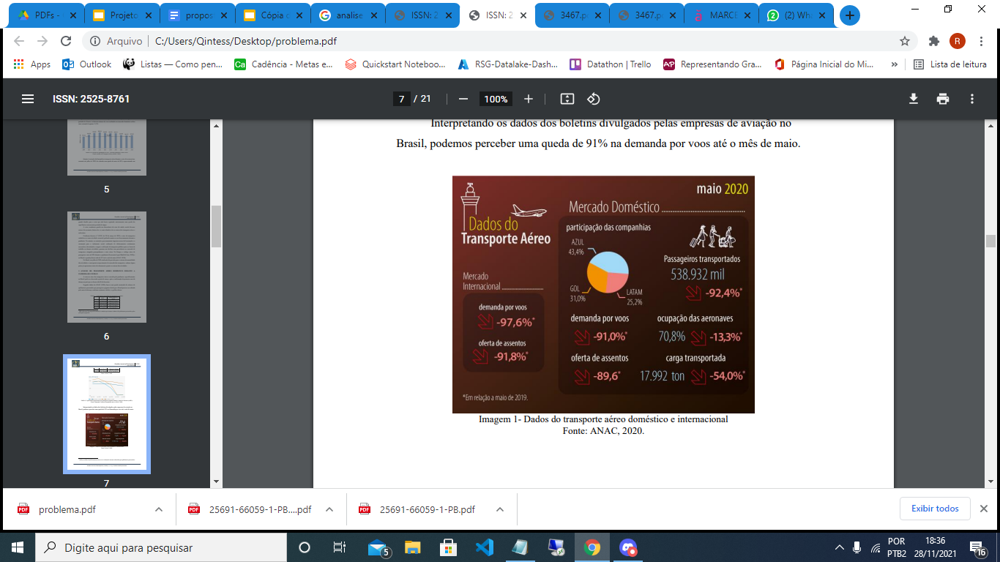 PDFs -
Projeto
propos
Cópia d
analise
ISSN: 2
ISSN: 2
3467.p
3467.p
MARCE
(2) Wha
Arquivo
C:/Users/Qintess/Desktop/problema.pdf
R
Apps
Outlook
Listas — Como pen...
Cadência - Metas e...
Quickstart Noteboo...
RSG-Datalake-Dash...
Datathon | Trello
Representando Gra...
Página Inicial do Mi...
»
Lista de leitura
ISSN: 2525-8761
7 / 21
100%
5
6
7
Interpretando os dados dos boletins divulgados pelas empresas de aviação no
Brasil, podemos perceber uma queda de 91% na demanda por voos até o mês de maio.
maio 2020
Dados do
Transporte Aéreo
Mercado
Internacional
demanda por voos
-97,6%*
oferta de assentos
-91,8%*
*Em relação a maio de 2019.
Mercado Doméstico
participação das companhias
AZUL
43,4%
GOL
31,0%
LATAM
25,2%
Passageiros transportados
538.932 mil
-92,4%*
demanda por voos
-91,0%*
ocupação das aeronaves
70,8%
-13,3%*
oferta de assentos
-89,6*
carga transportada
17.992 ton
-54,0%*
Imagem 1- Dados do transporte aéreo doméstico e internacional
Fonte: ANAC, 2020.
PDF
problema.pdf
PDF
25691-66059-1-PB....pdf
PDF
25691-66059-1-PB.pdf
Exibir todos
Digite aqui para pesquisar
5
POR
PTB2
18:36
28/11/2021
16